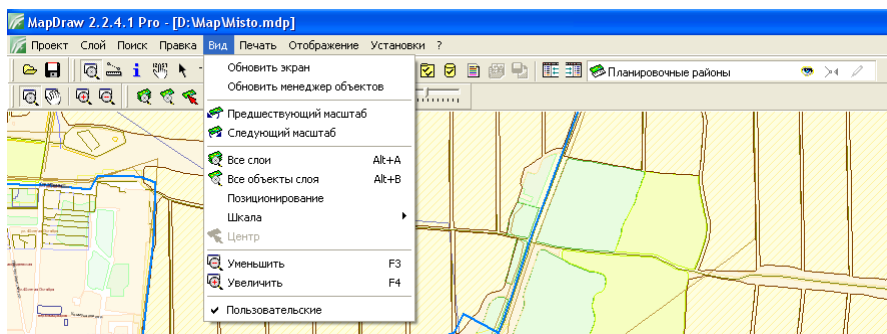 MapDraw 2.2.4.1 Pro - [D:\Map\Misto.mdp]
Проект Слой Поиск Правка Вид Печать Отображение Установки ?
Планировочные районы
Обновить экран
Обновить менеджер объектов
Предшествующий масштаб
Следующий масштаб
Все слои Alt+A
Все объекты слоя Alt+B
Позиционирование
Шкала
Центр
Уменьшить F3
Увеличить F4
Пользовательские